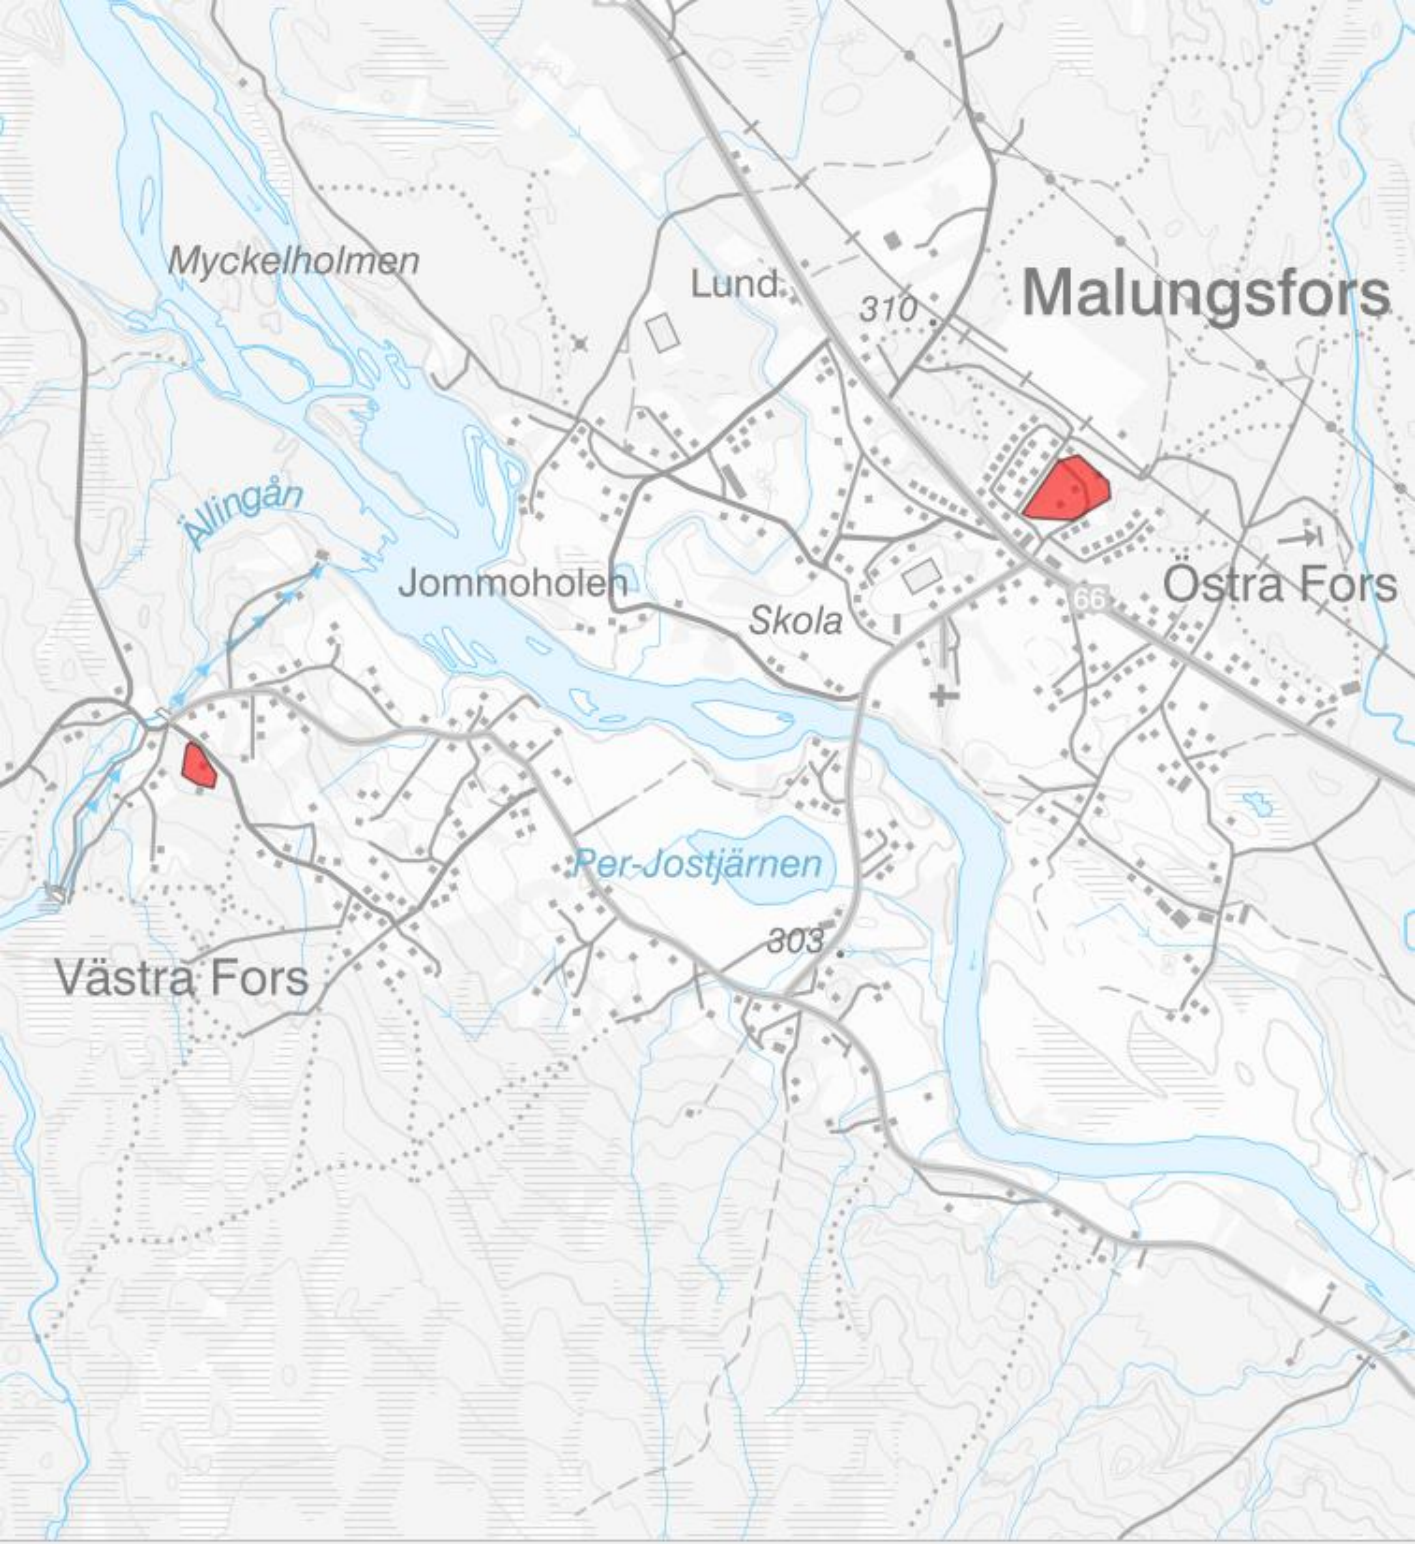 Myckelholmen
Lund
310
Malungsfors
Ällingån
Jommoholen
Skola
66
Östra Fors
Per-Jostjärnen
303
Västra Fors